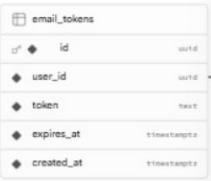 email_tokens
id uuid
user_id uuid
token text
expires_at timestamptz
created_at timestamptz